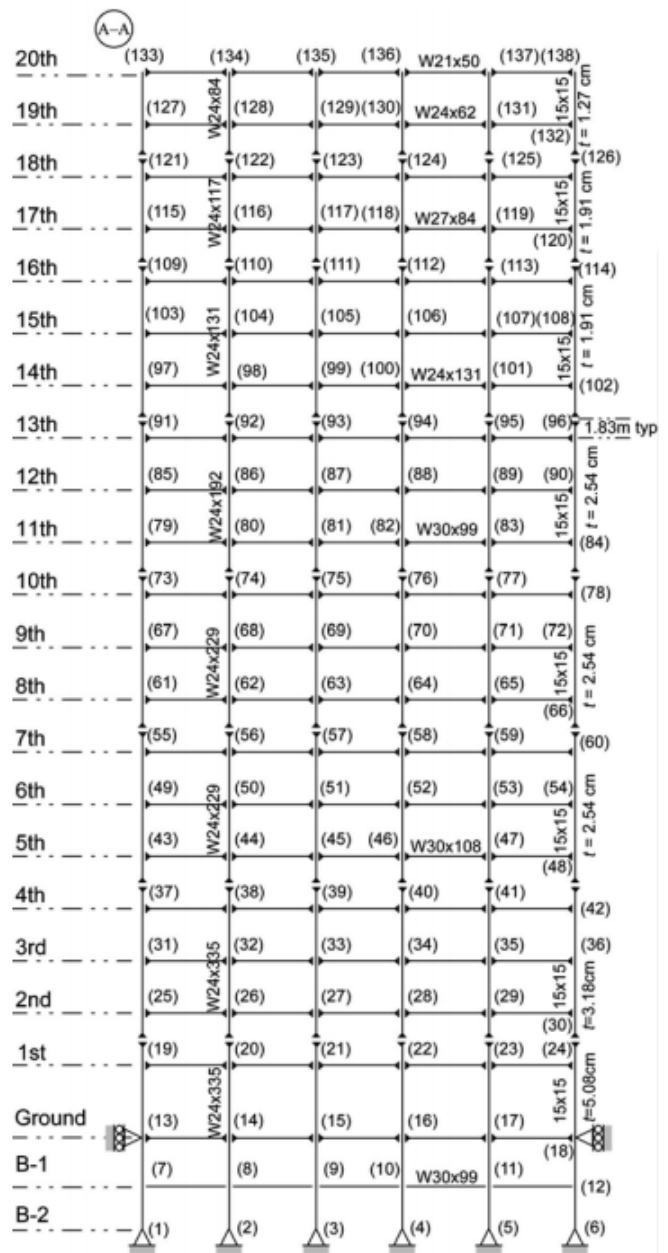 A–A
20th (133) (134) (135) (136) W21x50 (137)(138)
W24x84 15x15 t = 1.27 cm
19th (127) (128) (129)(130) W24x62 (131) (132)
18th (121) (122) (123) (124) (125) (126)
W24x117 15x15 t = 1.91 cm
17th (115) (116) (117)(118) W27x84 (119) (120)
16th (109) (110) (111) (112) (113) (114)
15th (103) (104) (105) (106) (107)(108)
W24x131 15x15 t = 1.91 cm
14th (97) (98) (99) (100) W24x131 (101) (102)
13th (91) (92) (93) (94) (95) (96)
1.83m typ
12th (85) (86) (87) (88) (89) (90)
W24x192 15x15 t = 2.54 cm
11th (79) (80) (81) (82) W30x99 (83) (84)
10th (73) (74) (75) (76) (77) (78)
9th (67) (68) (69) (70) (71) (72)
W24x229 15x15 t = 2.54 cm
8th (61) (62) (63) (64) (65) (66)
7th (55) (56) (57) (58) (59) (60)
6th (49) (50) (51) (52) (53) (54)
W24x229 15x15 t = 2.54 cm
5th (43) (44) (45) (46) W30x108 (47) (48)
4th (37) (38) (39) (40) (41) (42)
3rd (31) (32) (33) (34) (35) (36)
W24x335 15x15 t=3.18cm
2nd (25) (26) (27) (28) (29) (30)
1st (19) (20) (21) (22) (23) (24)
W24x335 15x15 t=5.08cm
Ground (13) (14) (15) (16) (17) (18)
B-1 (7) (8) (9) (10) W30x99 (11) (12)
B-2 (1) (2) (3) (4) (5) (6)